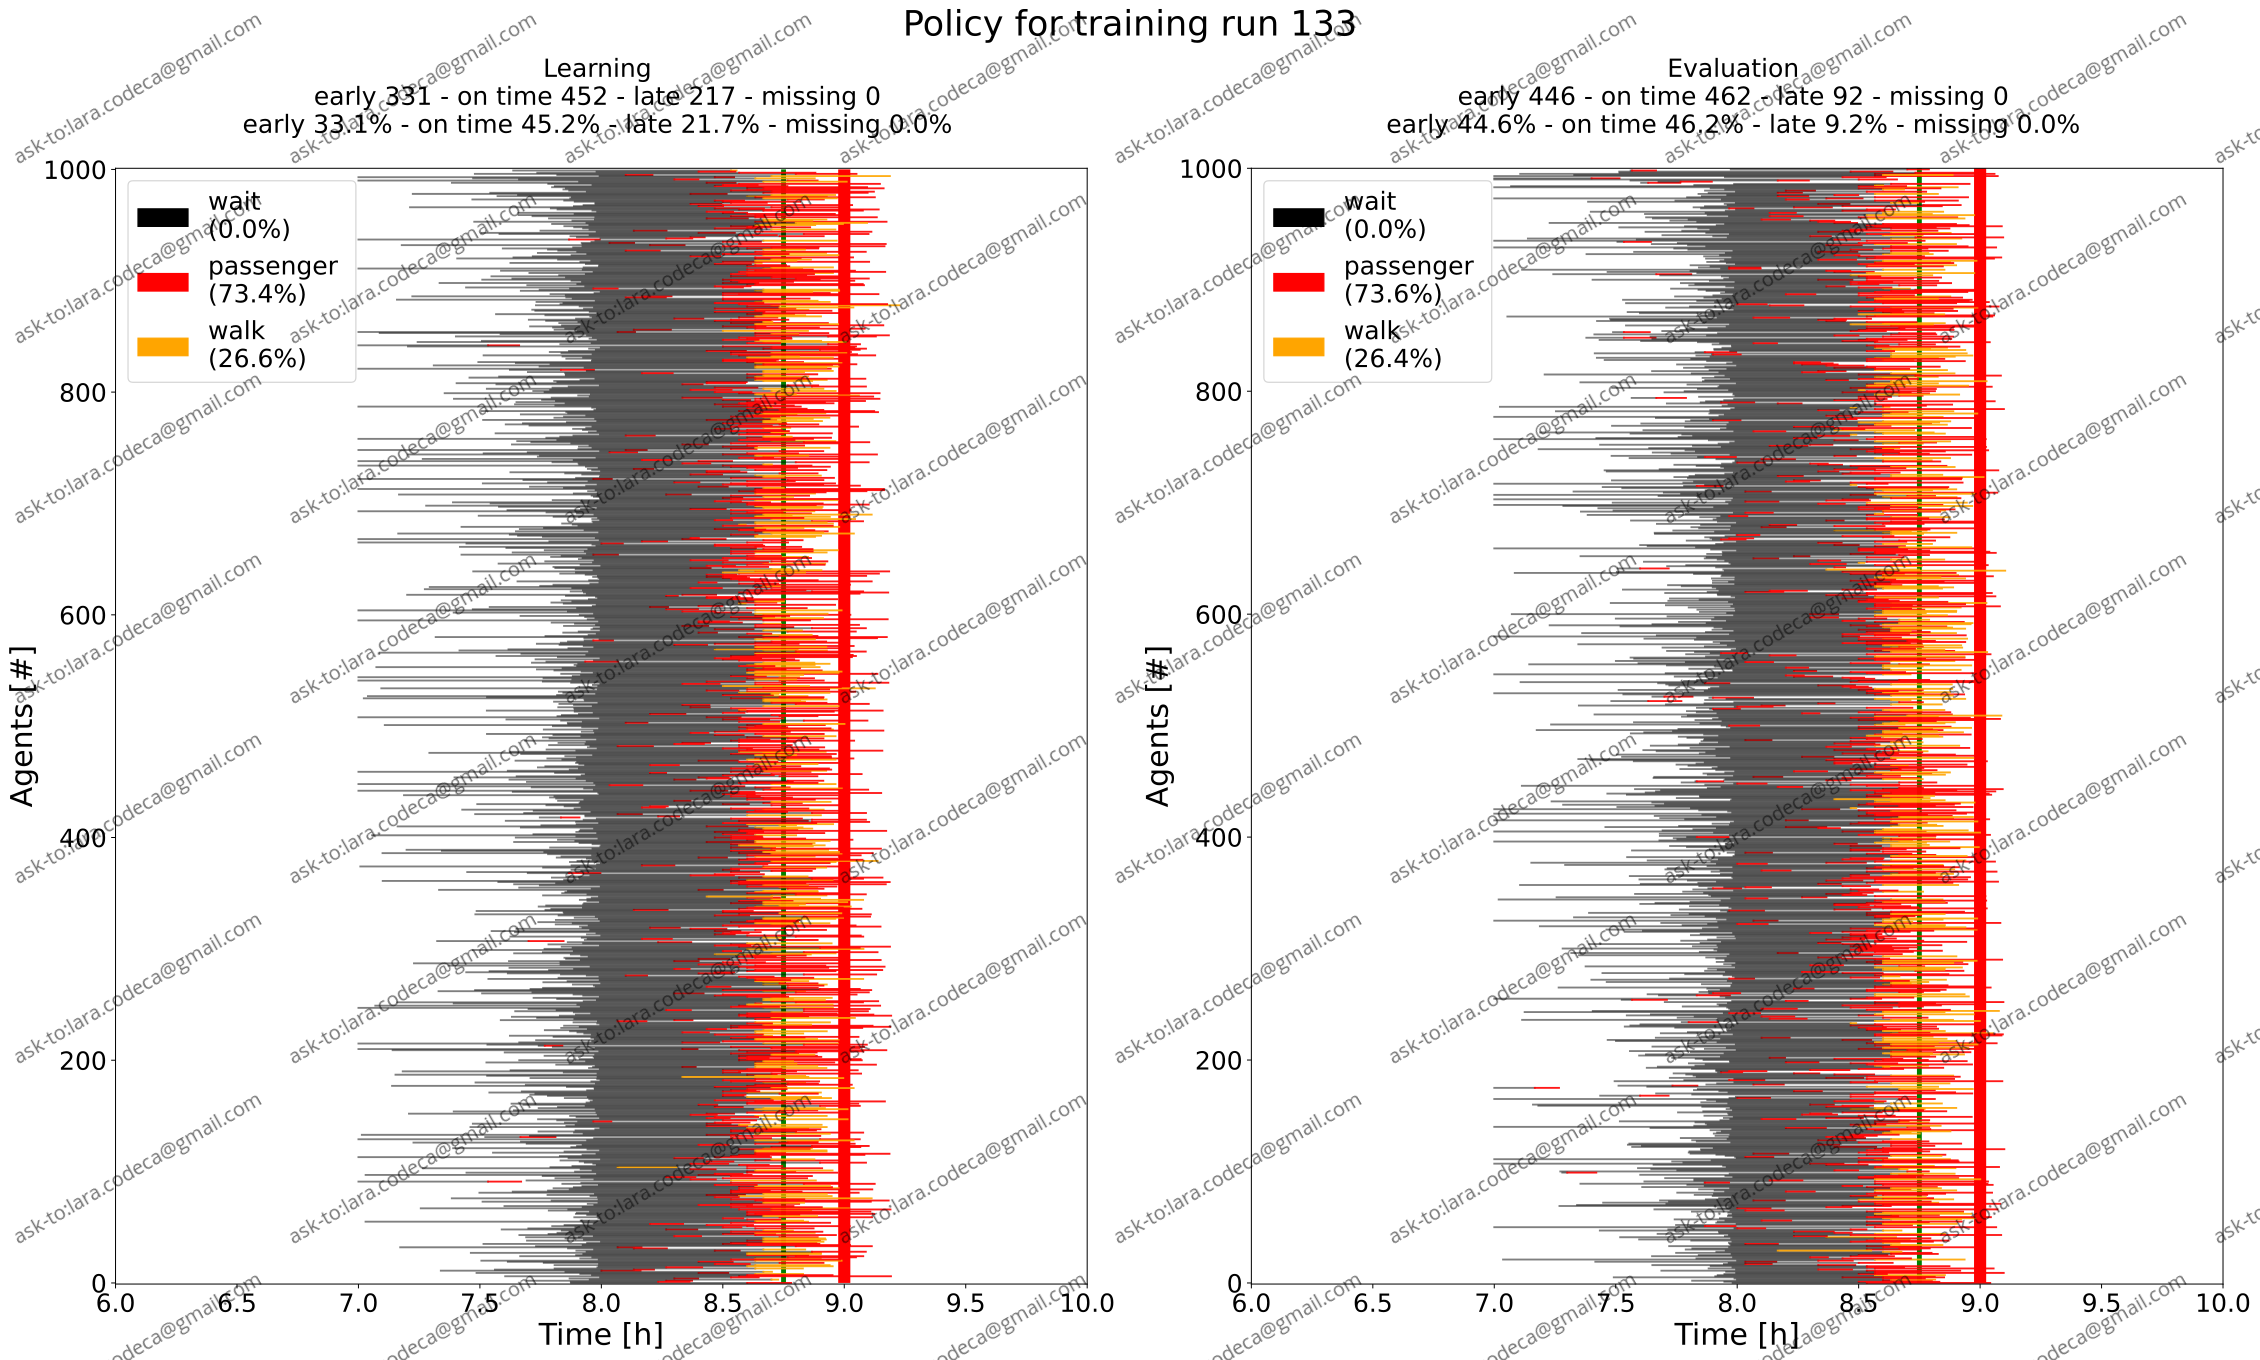 Policy for training run 133
Learning
early 331 - on time 452 - late 217 - missing 0
early 33.1% - on time 45.2% - late 21.7% - missing 0.0%
1000
800
600
400
200
0
Agents [#]
wait
(0.0%)
passenger
(73.4%)
walk
(26.6%)
6.0 6.5 7.0 7.5 8.0 8.5 9.0 9.5 10.0
Time [h]
Evaluation
early 446 - on time 462 - late 92 - missing 0
early 44.6% - on time 46.2% - late 9.2% - missing 0.0%
1000
800
600
400
200
0
Agents [#]
wait
(0.0%)
passenger
(73.6%)
walk
(26.4%)
6.0 6.5 7.0 7.5 8.0 8.5 9.0 9.5 10.0
Time [h]
ask-to:lara.codeca@gmail.com